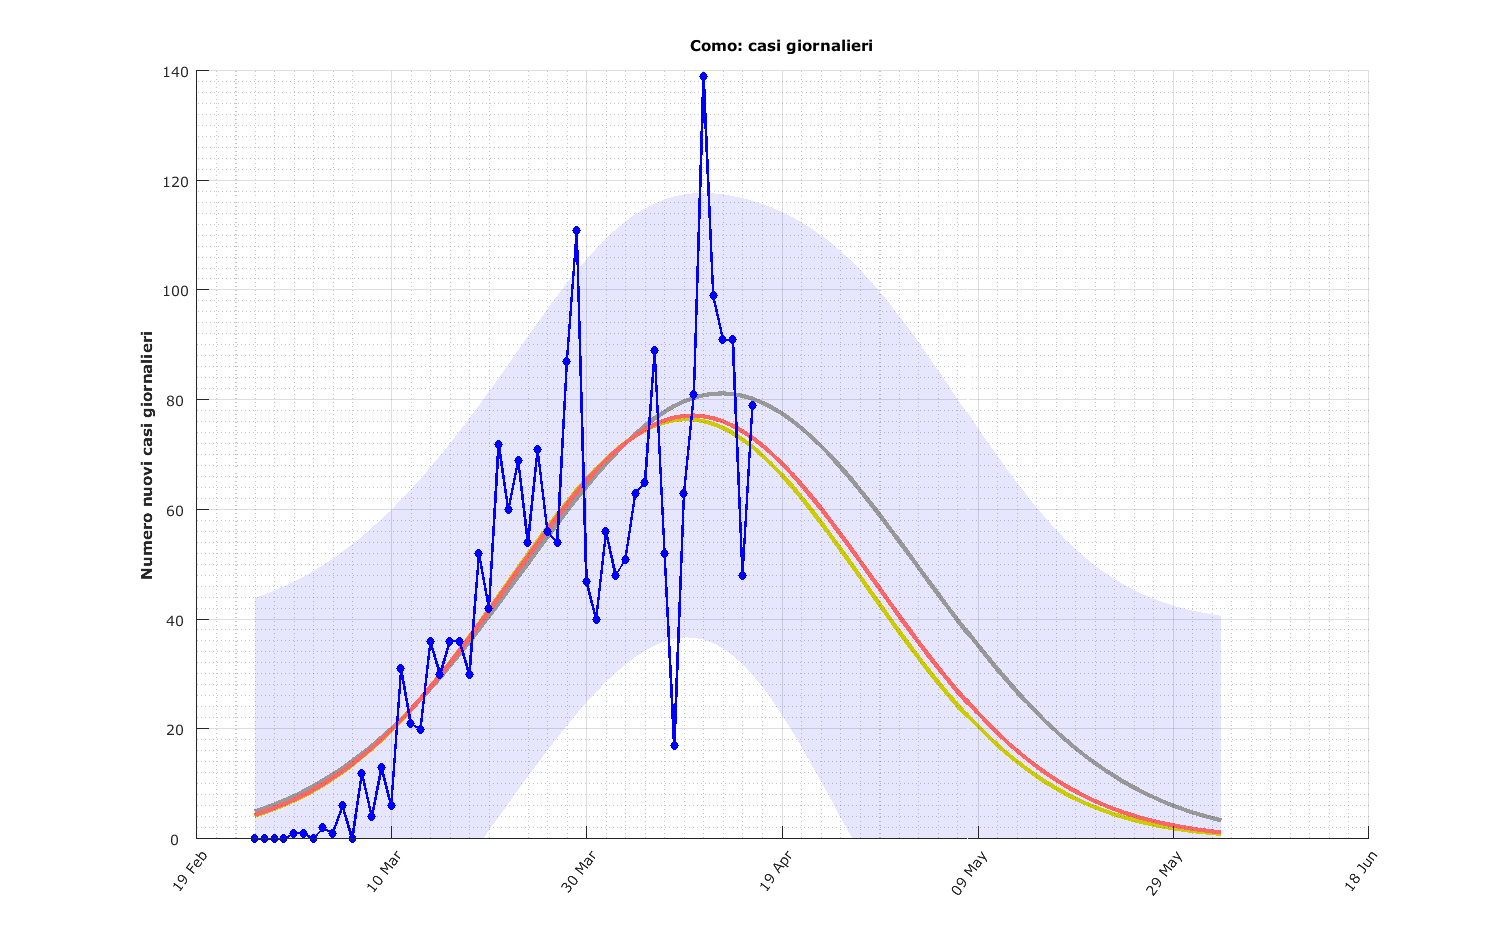 Como: casi giornalieri
Numero nuovi casi giornalieri
140
120
100
80
60
40
20
0
19 Feb
10 Mar
30 Mar
19 Apr
09 May
29 May
18 Jun